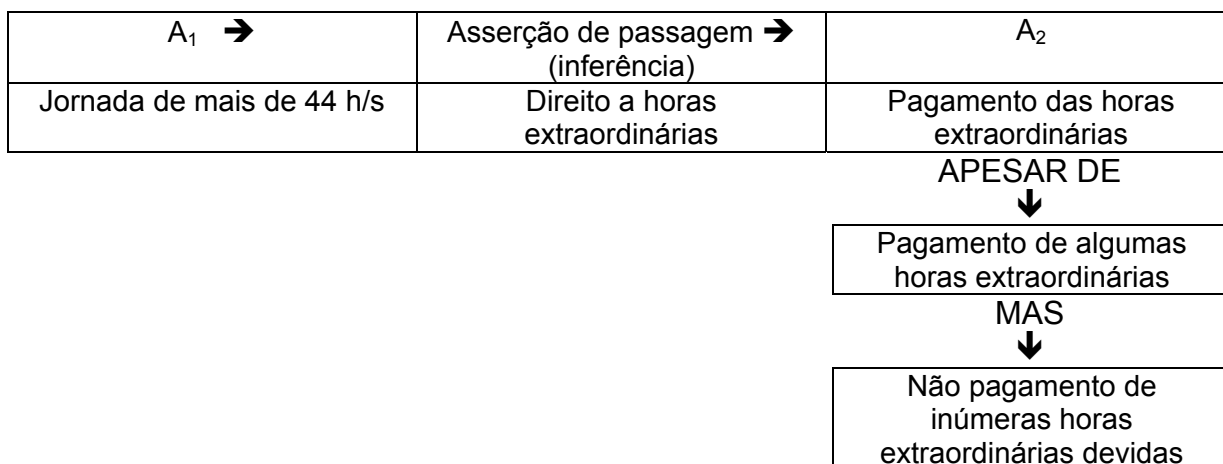 A₁ ➔
Asserção de passagem ➔
(inferência)
A₂
Jornada de mais de 44 h/s
Direito a horas
extraordinárias
Pagamento das horas
extraordinárias
APESAR DE
Pagamento de algumas
horas extraordinárias
MAS
Não pagamento de
inúmeras horas
extraordinárias devidas